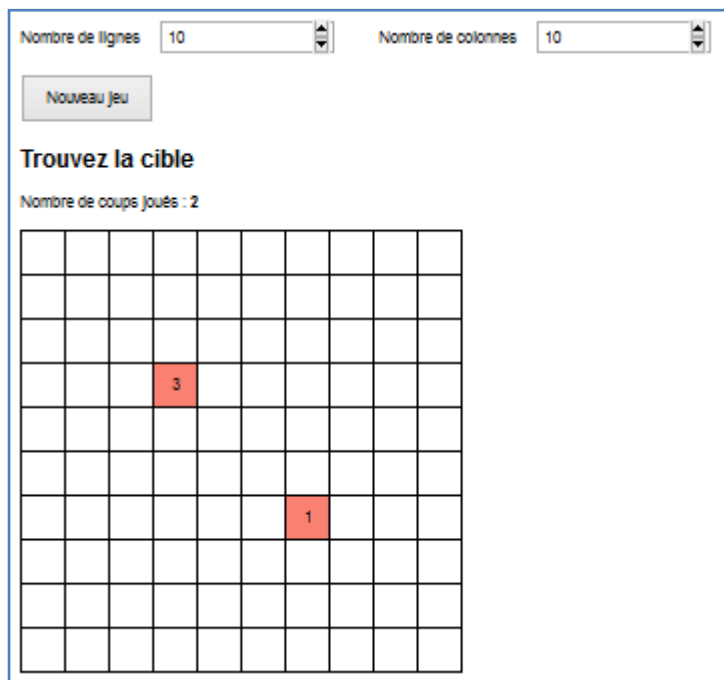 Nombre de lignes 10 Nombre de colonnes 10
Nouveau jeu
Trouvez la cible
Nombre de coups joués : 2
3
1